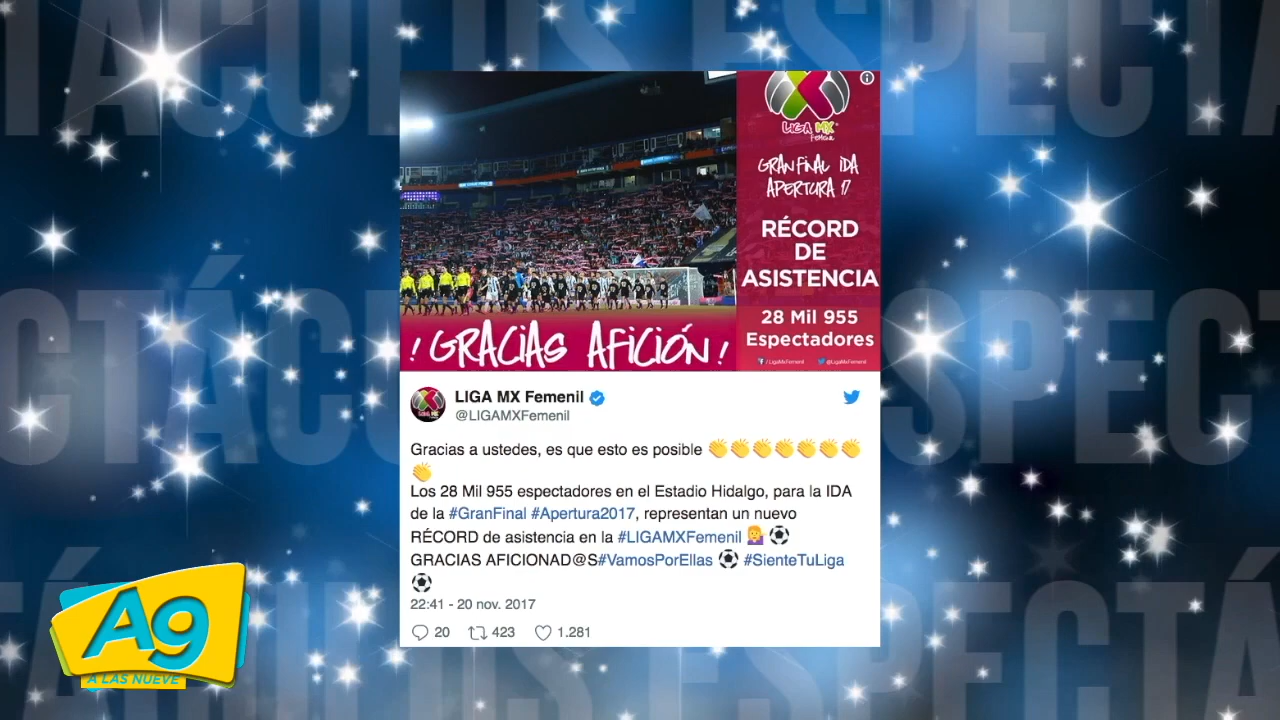 ESPECTÁCULOS ESPECTÁ
LIGA MX
Femenil
GRAN FINAL IDA
APERTURA 17
RÉCORD
DE
ASISTENCIA
28 Mil 955
Espectadores
/LigaMxFemenil @LigaMxFemenil
¡GRACIAS AFICIÓN!
LIGA MX Femenil
@LIGAMXFemenil
Gracias a ustedes, es que esto es posible 👏👏👏👏👏👏👏
👏
Los 28 Mil 955 espectadores en el Estadio Hidalgo, para la IDA
de la #GranFinal #Apertura2017, representan un nuevo
RÉCORD de asistencia en la #LIGAMXFemenil 💁 ⚽
GRACIAS AFICIONAD@S#VamosPorEllas ⚽ #SienteTuLiga
⚽
22:41 - 20 nov. 2017
20 423 1.281
A9
A LAS NUEVE